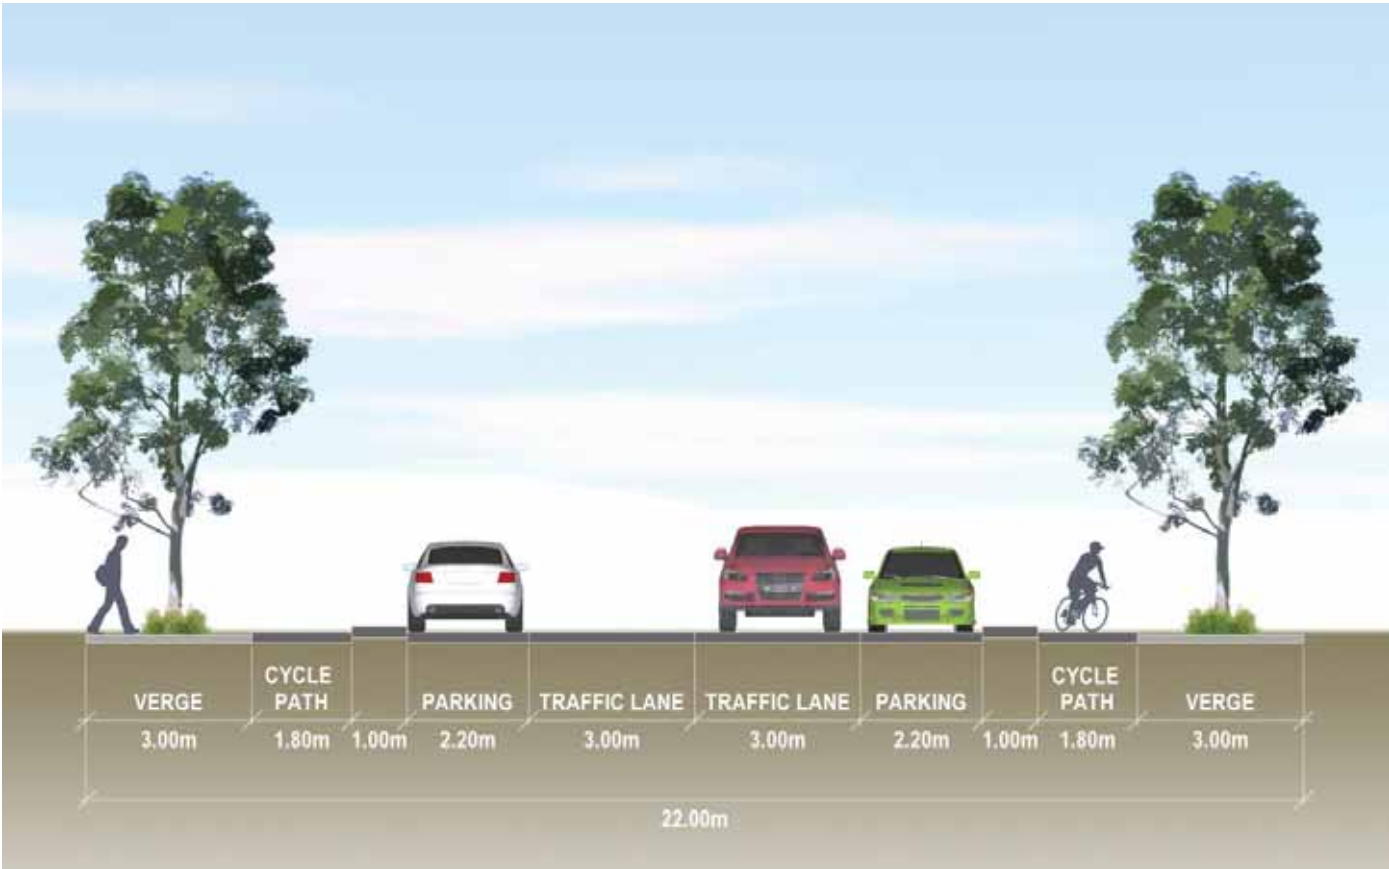 CYCLE CYCLE
VERGE PATH PARKING TRAFFIC LANE TRAFFIC LANE PARKING PATH VERGE
3.00m 1.80m 1.00m 2.20m 3.00m 3.00m 2.20m 1.00m 1.80m 3.00m
22.00m